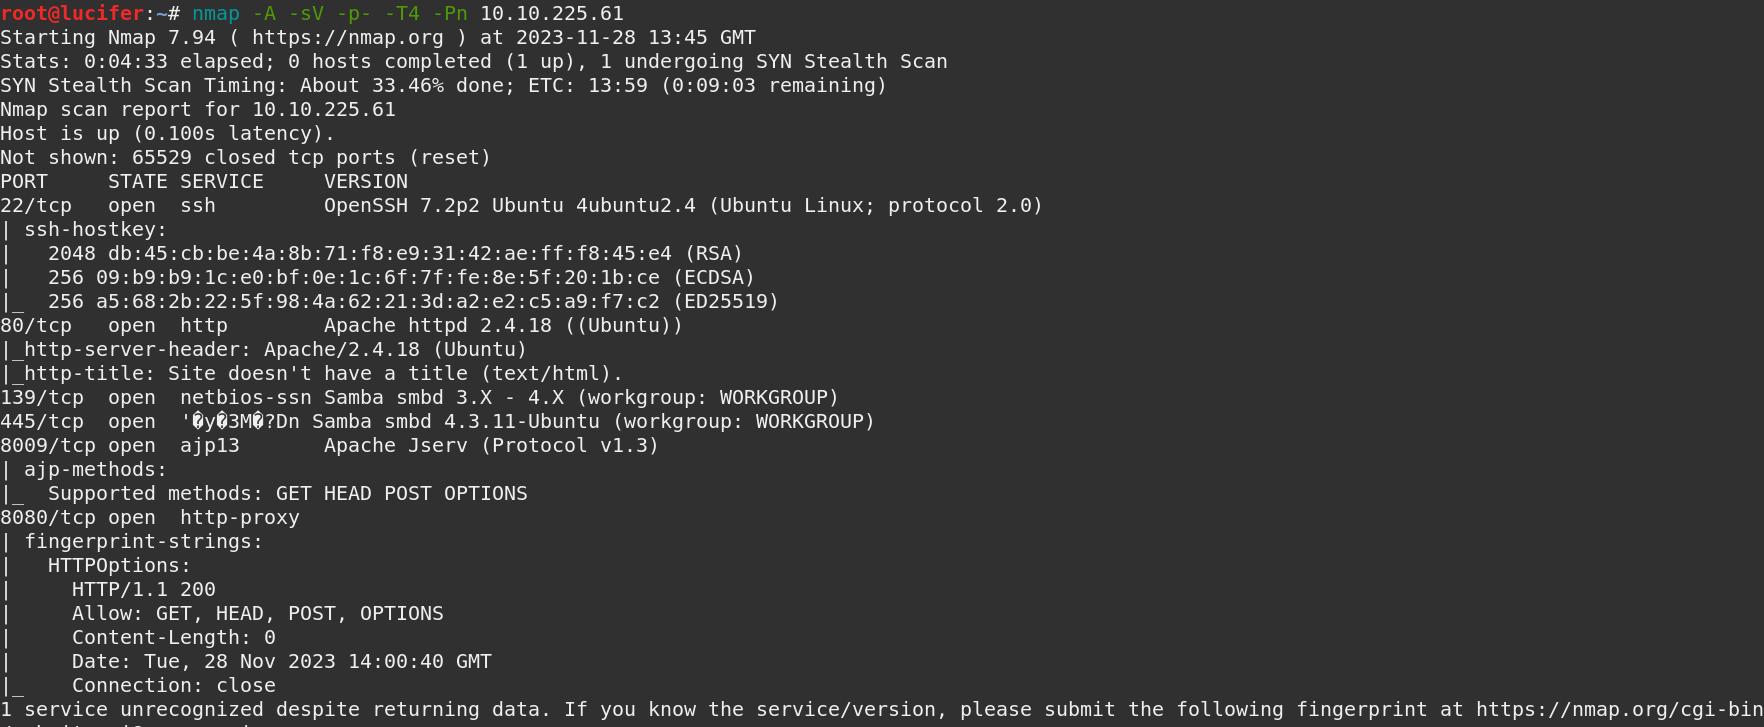 root@lucifer:~# nmap -A -sV -p- -T4 -Pn 10.10.225.61
Starting Nmap 7.94 ( https://nmap.org ) at 2023-11-28 13:45 GMT
Stats: 0:04:33 elapsed; 0 hosts completed (1 up), 1 undergoing SYN Stealth Scan
SYN Stealth Scan Timing: About 33.46% done; ETC: 13:59 (0:09:03 remaining)
Nmap scan report for 10.10.225.61
Host is up (0.100s latency).
Not shown: 65529 closed tcp ports (reset)
PORT     STATE SERVICE     VERSION
22/tcp   open  ssh         OpenSSH 7.2p2 Ubuntu 4ubuntu2.4 (Ubuntu Linux; protocol 2.0)
| ssh-hostkey:
|   2048 db:45:cb:be:4a:8b:71:f8:e9:31:42:ae:ff:f8:45:e4 (RSA)
|   256 09:b9:b9:1c:e0:bf:0e:1c:6f:7f:fe:8e:5f:20:1b:ce (ECDSA)
|_  256 a5:68:2b:22:5f:98:4a:62:21:3d:a2:e2:c5:a9:f7:c2 (ED25519)
80/tcp   open  http        Apache httpd 2.4.18 ((Ubuntu))
|_http-server-header: Apache/2.4.18 (Ubuntu)
|_http-title: Site doesn't have a title (text/html).
139/tcp  open  netbios-ssn Samba smbd 3.X - 4.X (workgroup: WORKGROUP)
445/tcp  open  '�y�3M�?Dn Samba smbd 4.3.11-Ubuntu (workgroup: WORKGROUP)
8009/tcp open  ajp13       Apache Jserv (Protocol v1.3)
| ajp-methods:
|_  Supported methods: GET HEAD POST OPTIONS
8080/tcp open  http-proxy
| fingerprint-strings:
|   HTTPOptions:
|     HTTP/1.1 200
|     Allow: GET, HEAD, POST, OPTIONS
|     Content-Length: 0
|     Date: Tue, 28 Nov 2023 14:00:40 GMT
|_    Connection: close
1 service unrecognized despite returning data. If you know the service/version, please submit the following fingerprint at https://nmap.org/cgi-bin